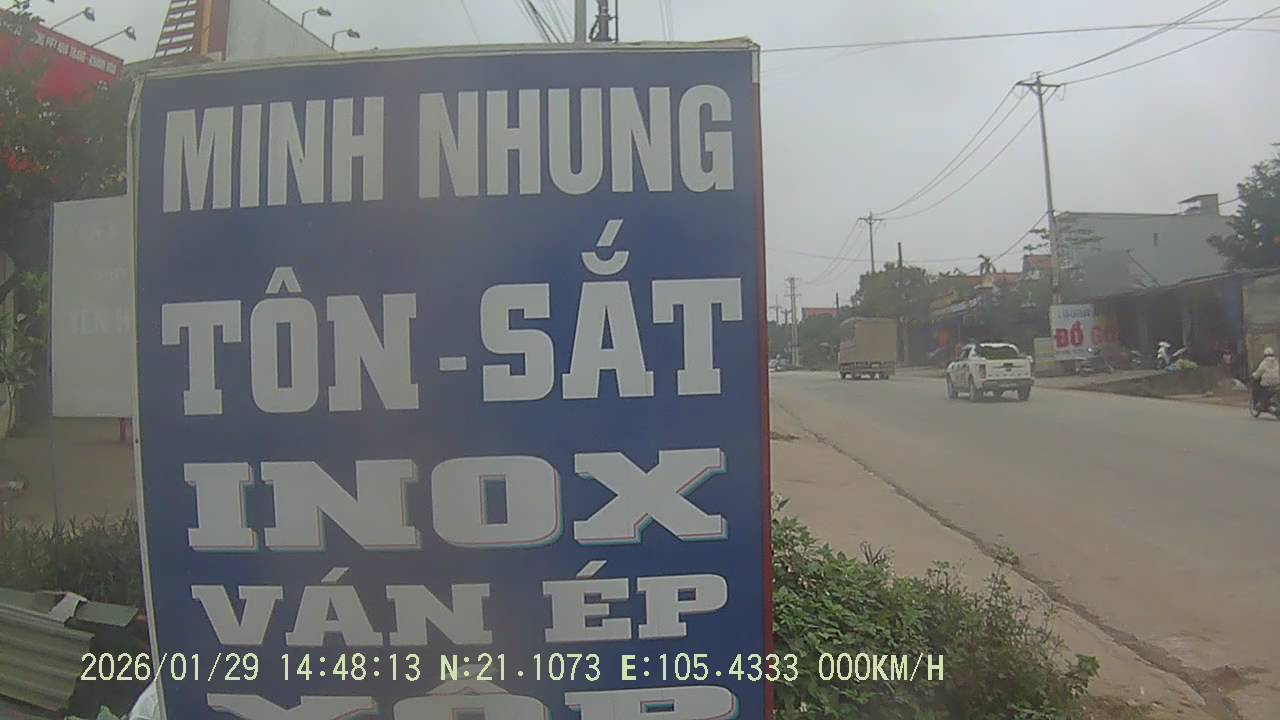 MINH NHUNG
TÔN - SẮT
INOX
VÁN ÉP
XỐP
ĐỒ GỖ
2026/01/29 14:48:13 N:21.1073 E:105.4333 000KM/H